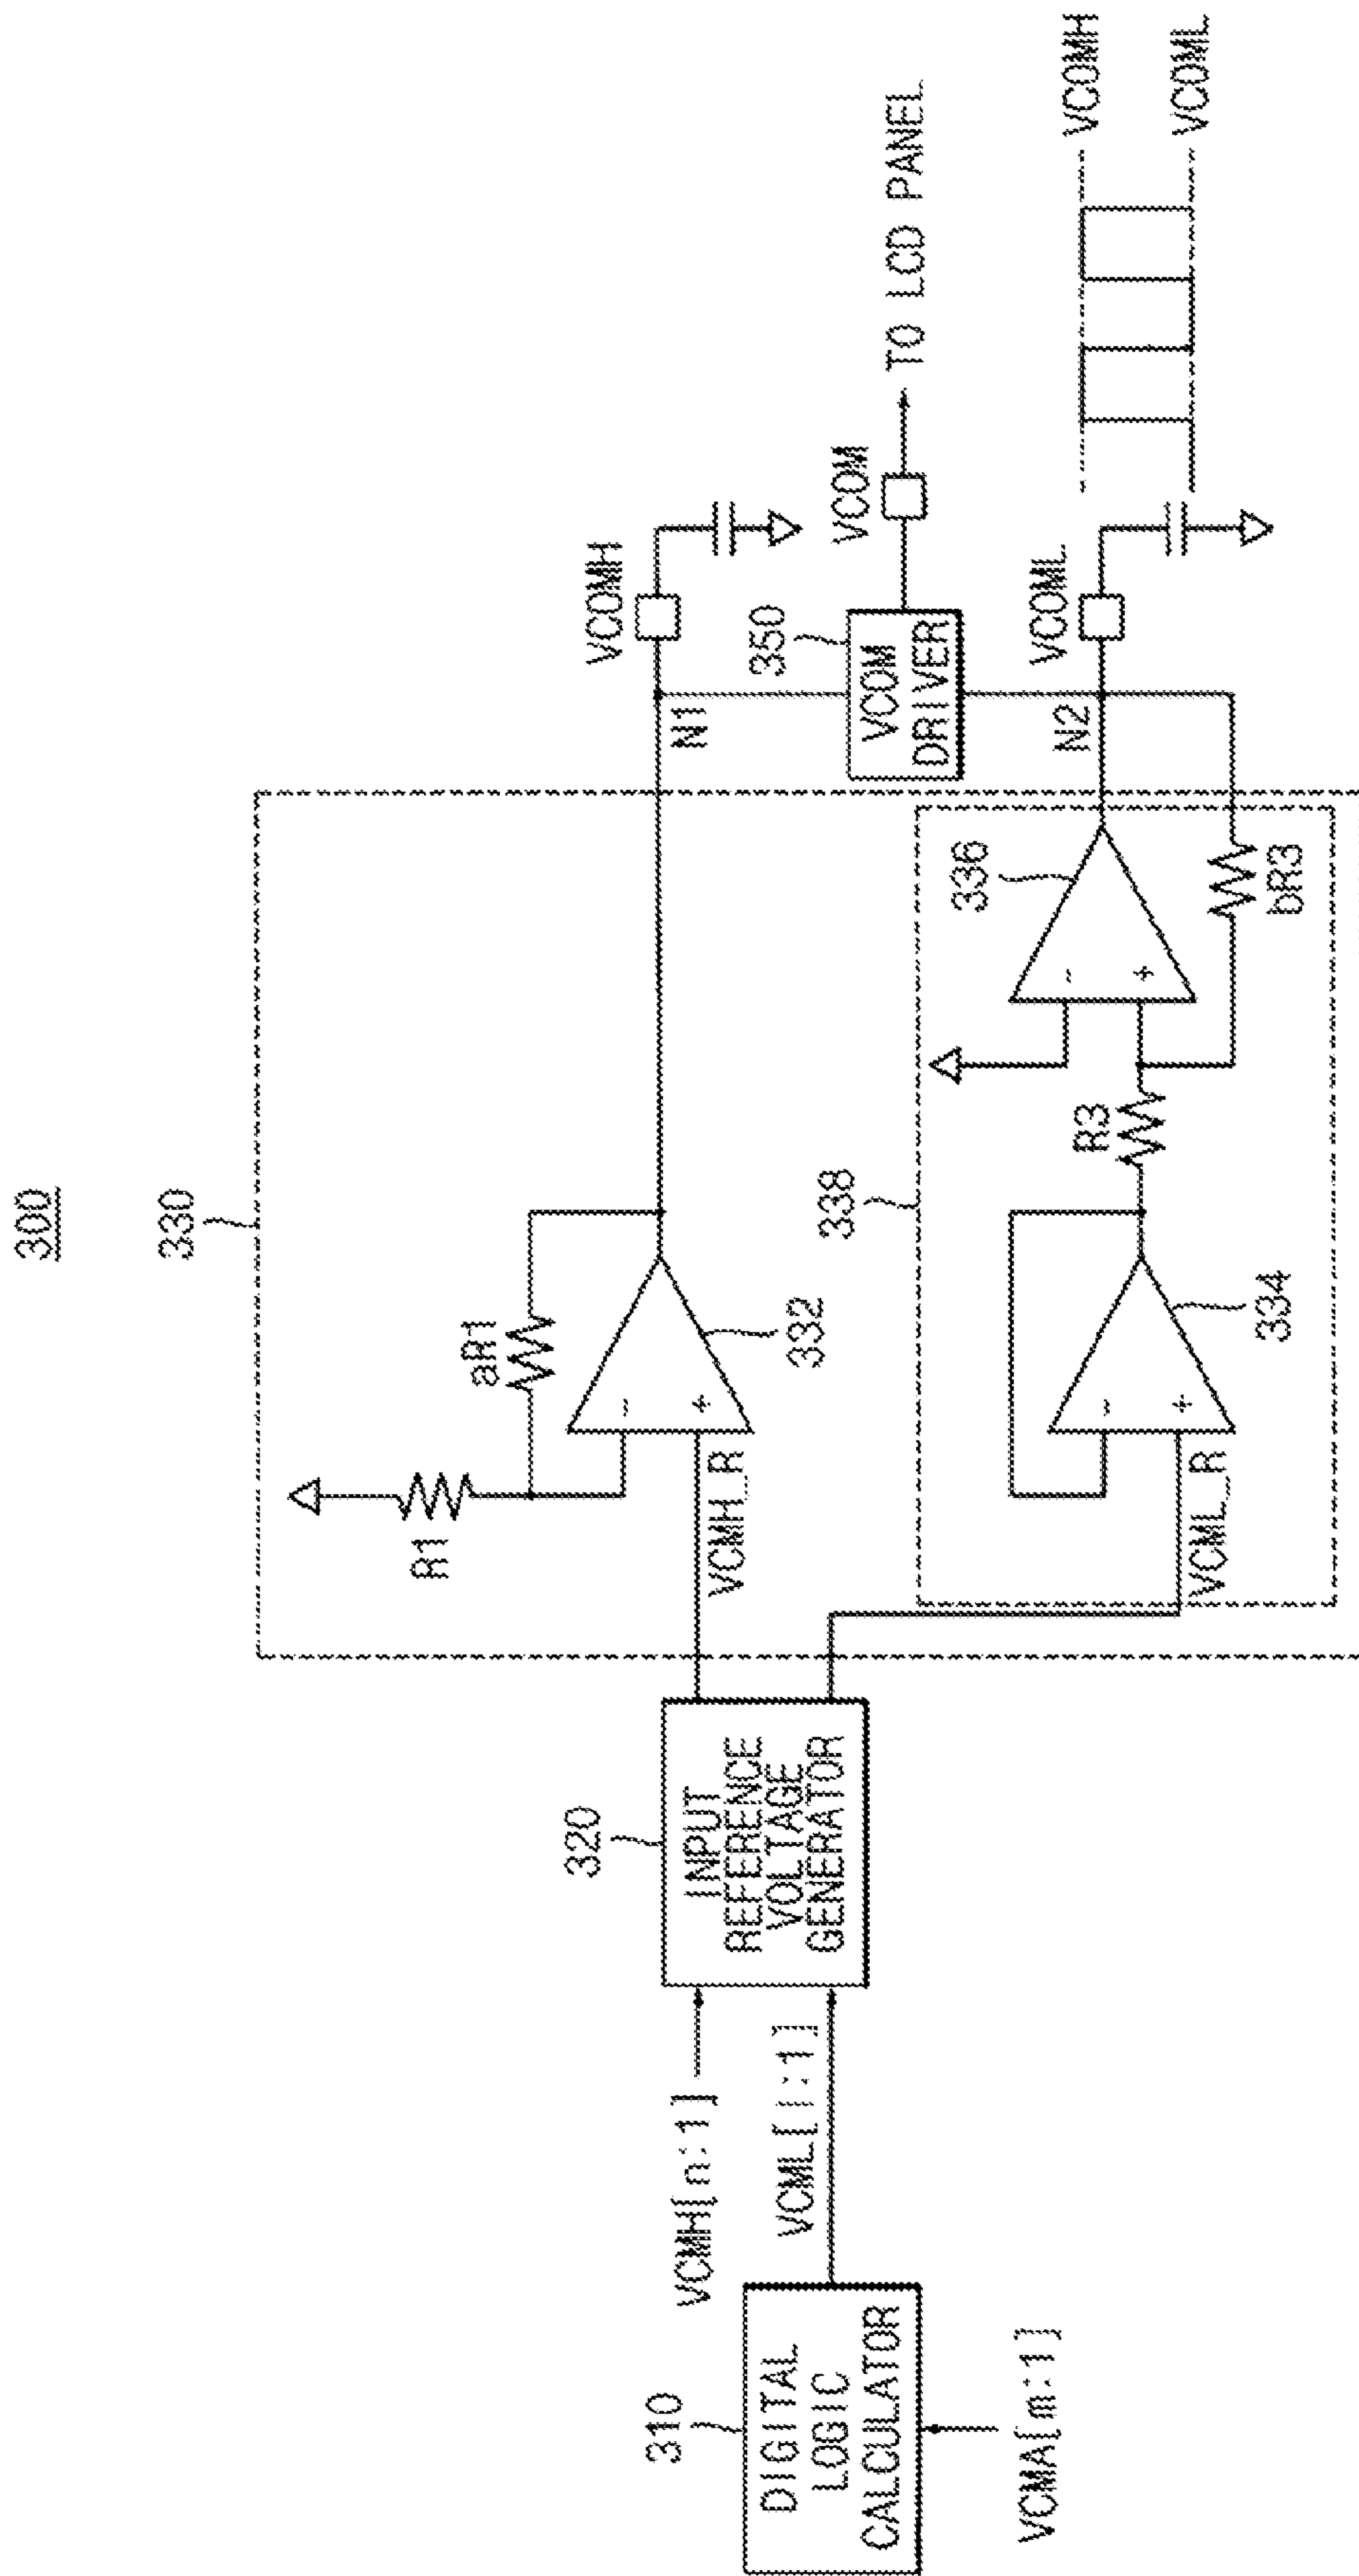 300
330
R1
aR1
332
VCMH_R
N1
VCOMH
320
INPUT
REFERENCE
VOLTAGE
GENERATOR
VCMH[n:1]
VCML[l:1]
310
DIGITAL
LOGIC
CALCULATOR
VCMA[m:1]
338
334
VCML_R
R3
336
bR3
N2
VCOML
350
VCOM
DRIVER
VCOM
TO LCD PANEL
VCOMH
VCOML
-
+
-
+
-
+